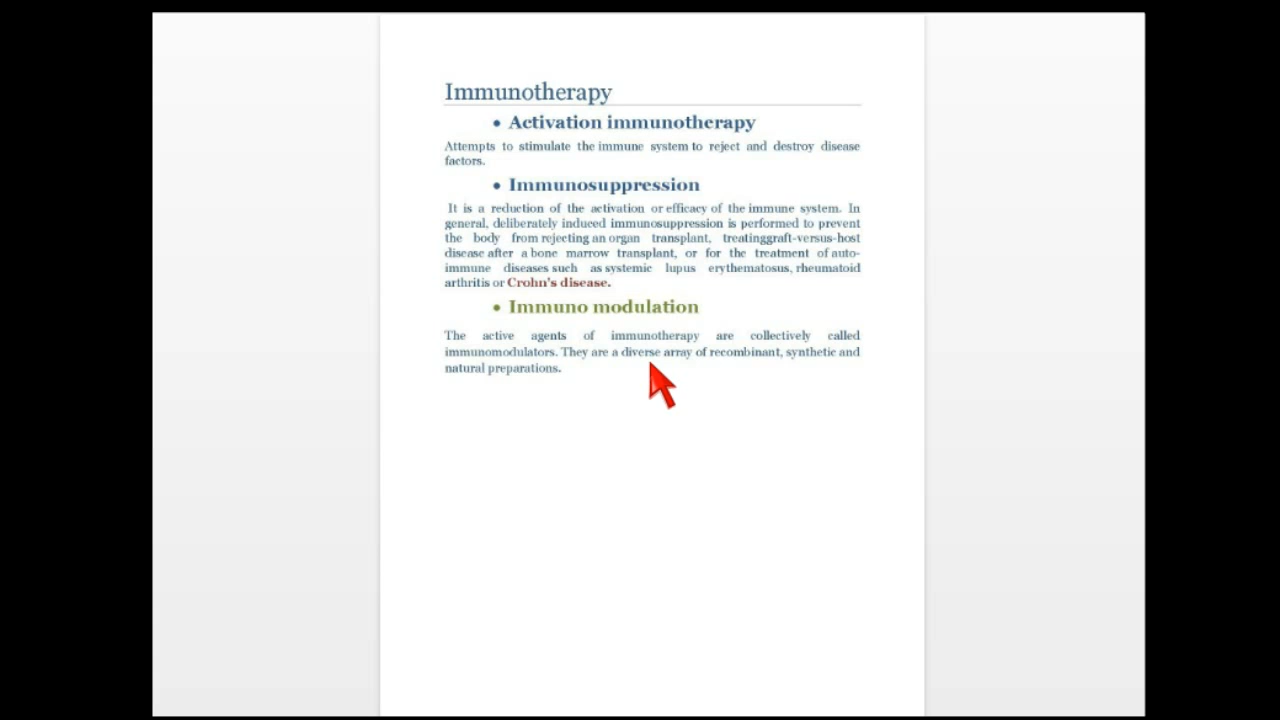 Immunotherapy
• Activation immunotherapy
Attempts to stimulate the immune system to reject and destroy disease
factors.
• Immunosuppression
It is a reduction of the activation or efficacy of the immune system. In
general, deliberately induced immunosuppression is performed to prevent
the body from rejecting an organ transplant, treatinggraft-versus-host
disease after a bone marrow transplant, or for the treatment of auto-
immune diseases such as systemic lupus erythematosus, rheumatoid
arthritis or Crohn's disease.
• Immuno modulation
The active agents of immunotherapy are collectively called
immunomodulators. They are a diverse array of recombinant, synthetic and
natural preparations.